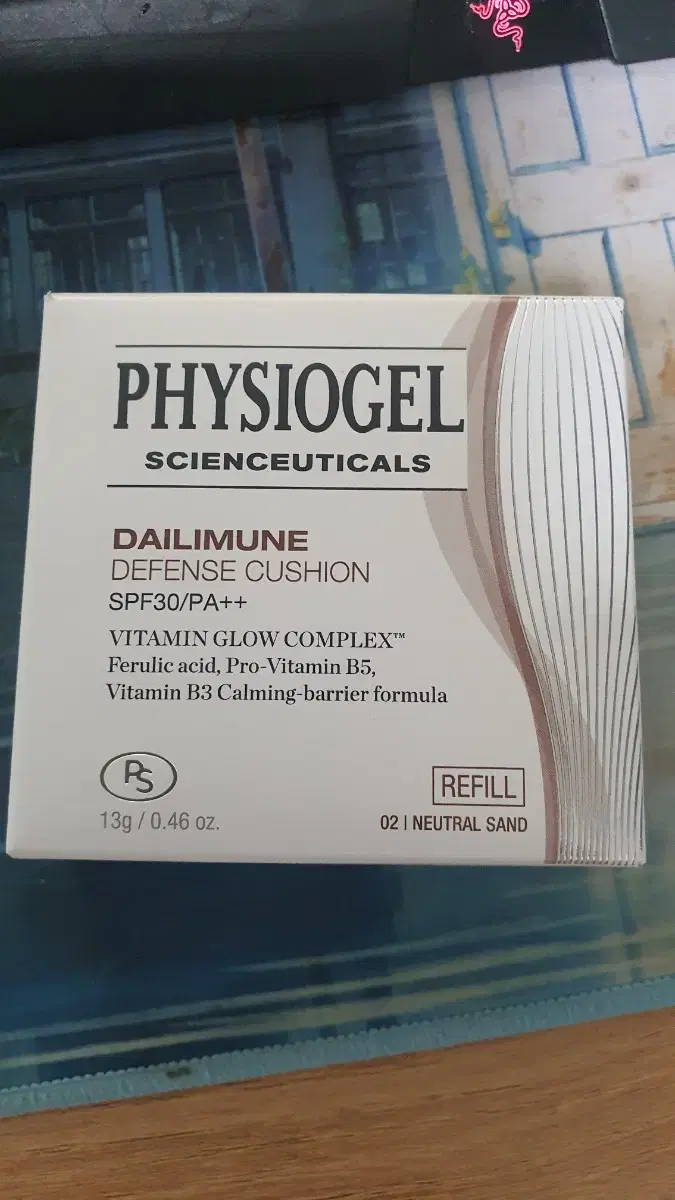 PHYSIOGEL
SCIENCEUTICALS
DAILIMUNE
DEFENSE CUSHION
SPF30/PA++
VITAMIN GLOW COMPLEX™
Ferulic acid, Pro-Vitamin B5,
Vitamin B3 Calming-barrier formula
PS
REFILL
13g / 0.46 oz.
02 | NEUTRAL SAND